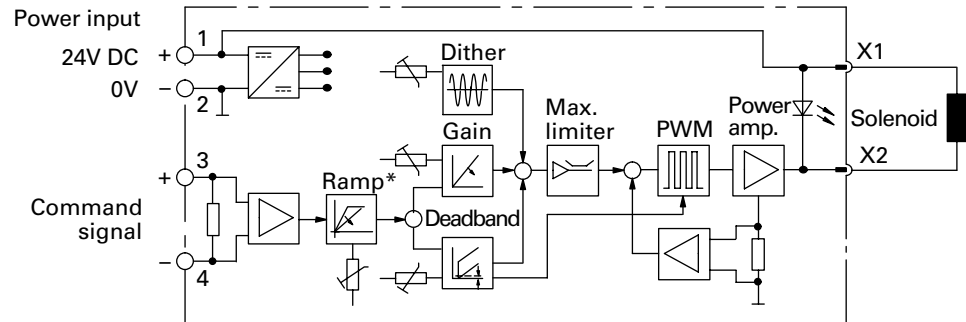 Power input
24V DC
+
1
0V
−
2
Dither
Gain
Max.
limiter
PWM
Power
amp.
X1
Solenoid
X2
3
+
Command
signal
−
4
Ramp*
Deadband